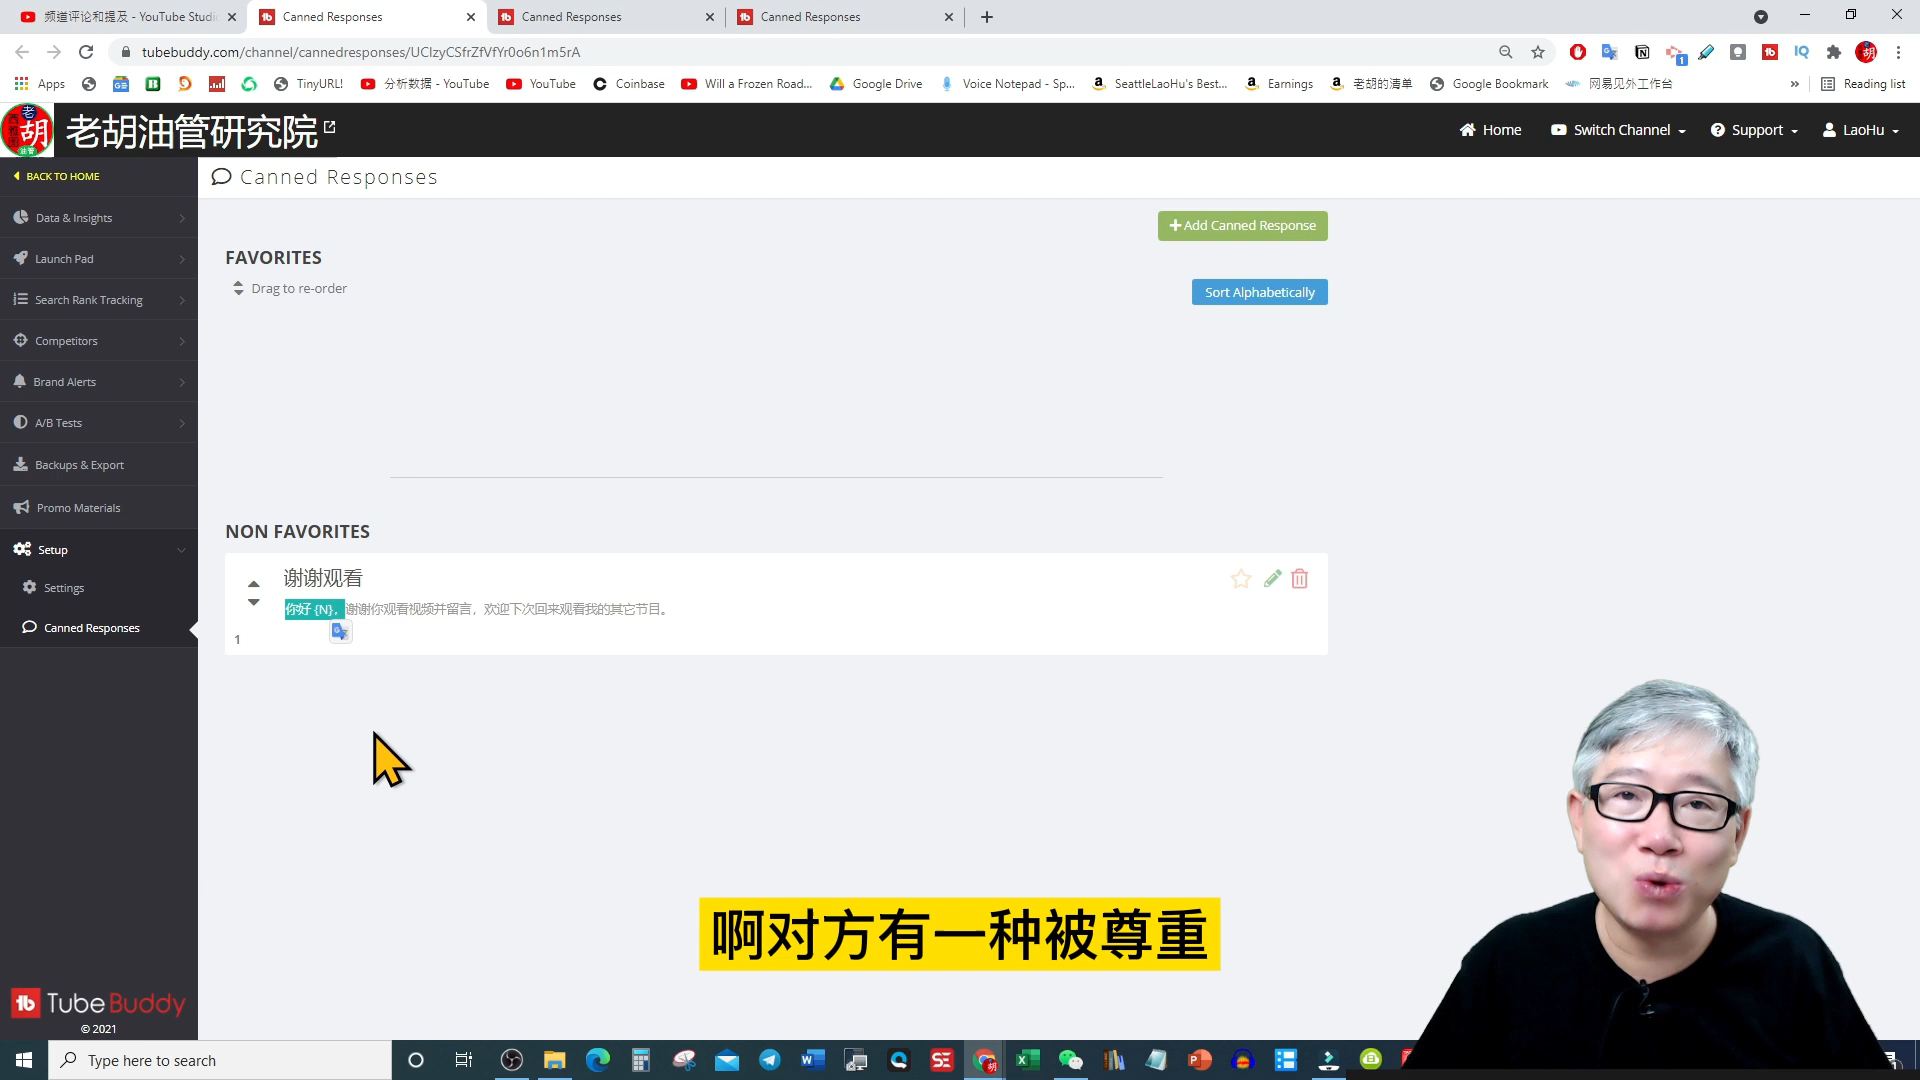 频道评论和提及 - YouTube Studi
Canned Responses
Canned Responses
Canned Responses
tubebuddy.com/channel/cannedresponses/UCIzyCSfrZfVfYr0o6n1m5rA
Apps
TinyURL!
分析数据 - YouTube
YouTube
Coinbase
Will a Frozen Road...
Google Drive
Voice Notepad - Sp...
SeattleLaoHu's Best...
Earnings
老胡的清单
Google Bookmark
网易见外工作台
»
Reading list
老胡油管研究院
Home
Switch Channel
Support
LaoHu
BACK TO HOME
Canned Responses
Data & Insights
Launch Pad
Search Rank Tracking
Competitors
Brand Alerts
A/B Tests
Backups & Export
Promo Materials
Setup
Settings
Canned Responses
+ Add Canned Response
FAVORITES
Drag to re-order
Sort Alphabetically
NON FAVORITES
谢谢观看
你好 {N}，谢谢你观看视频并留言，欢迎下次回来观看我的其它节目。
1
啊对方有一种被尊重
TubeBuddy
© 2021
Type here to search